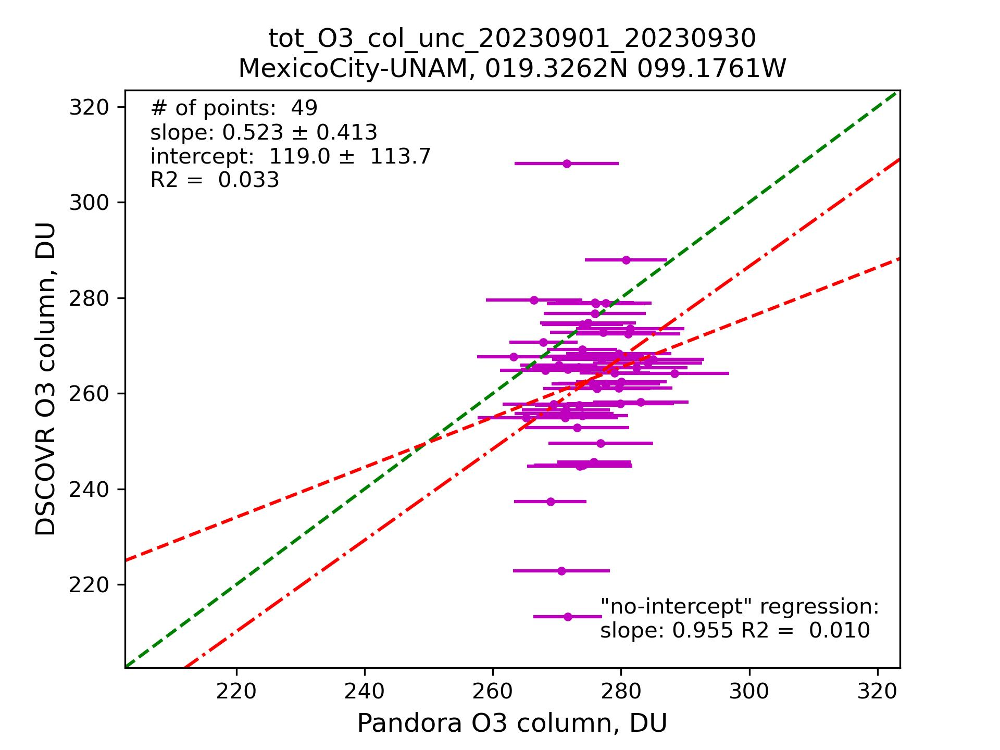 tot_O3_col_unc_20230901_20230930
MexicoCity-UNAM, 019.3262N 099.1761W
# of points:  49
slope: 0.523 ± 0.413
intercept:  119.0 ±  113.7
R2 =  0.033
320
300
280
260
240
220
DSCOVR O3 column, DU
"no-intercept" regression:
slope: 0.955 R2 =  0.010
220 240 260 280 300 320
Pandora O3 column, DU